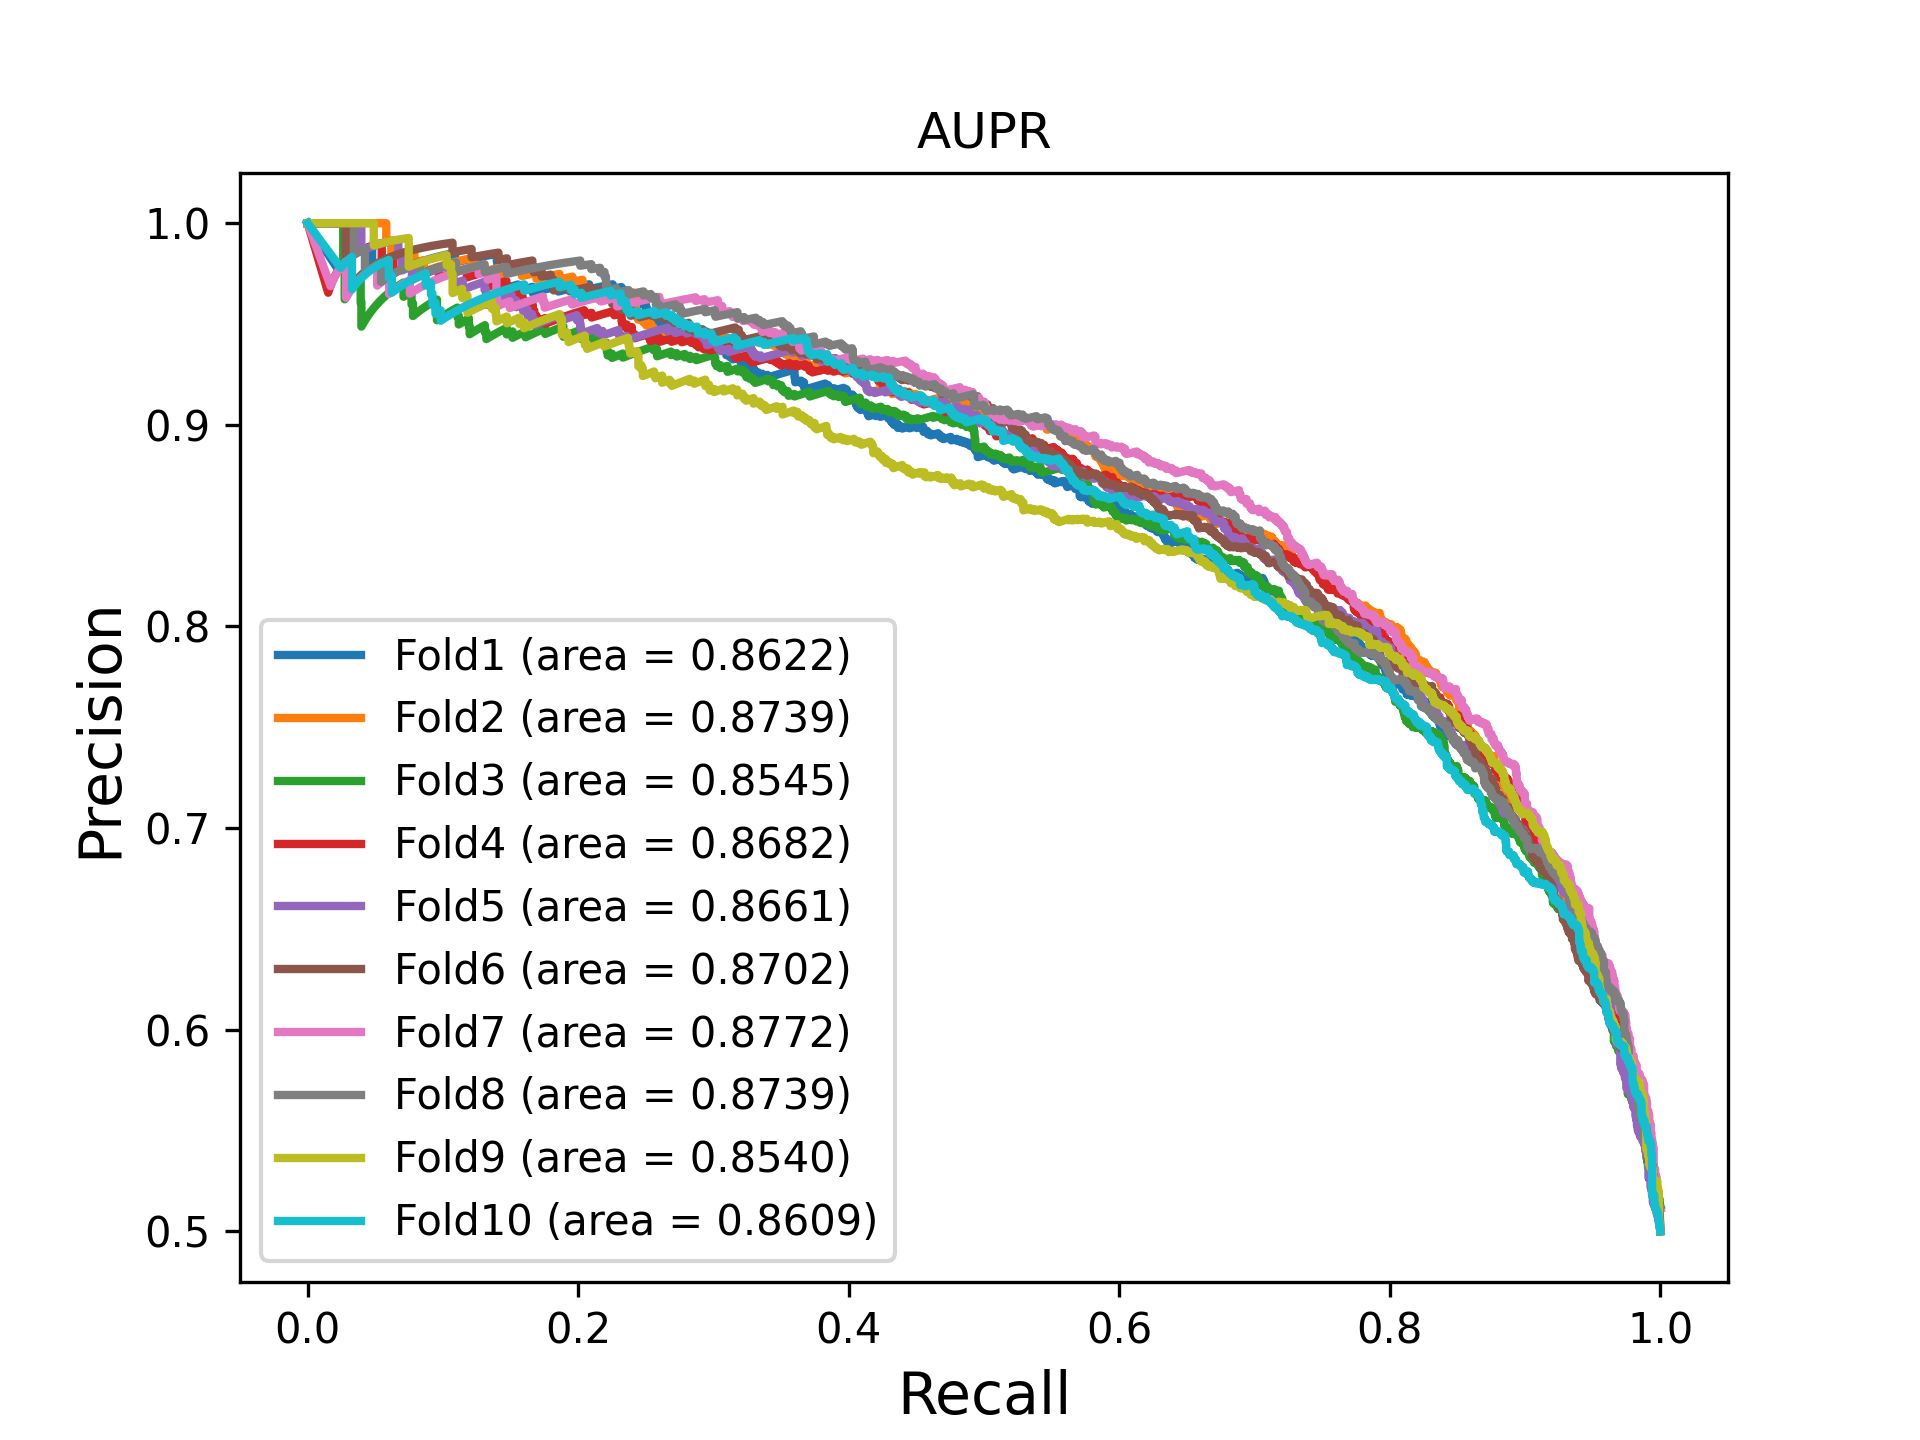 AUPR
1.0
0.9
0.8
0.7
0.6
0.5
Precision
Fold1 (area = 0.8622)
Fold2 (area = 0.8739)
Fold3 (area = 0.8545)
Fold4 (area = 0.8682)
Fold5 (area = 0.8661)
Fold6 (area = 0.8702)
Fold7 (area = 0.8772)
Fold8 (area = 0.8739)
Fold9 (area = 0.8540)
Fold10 (area = 0.8609)
0.0 0.2 0.4 0.6 0.8 1.0
Recall